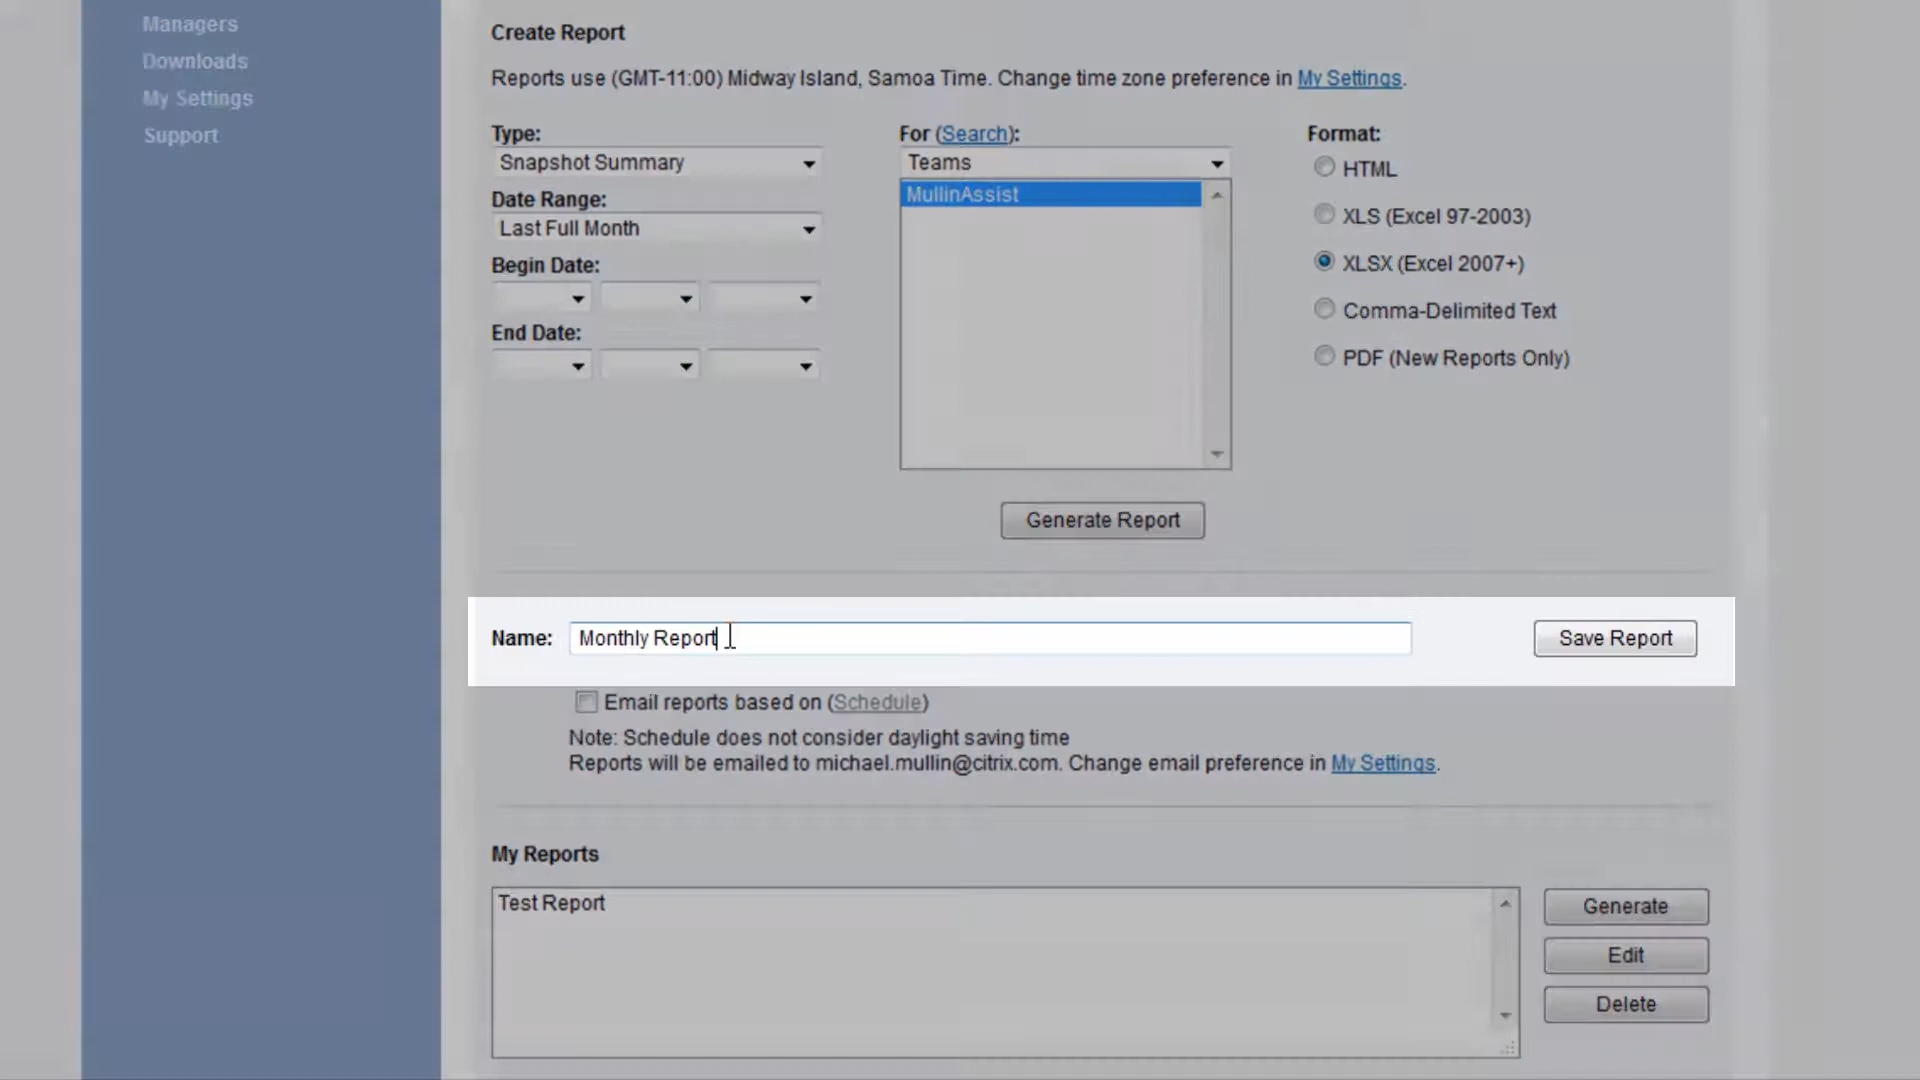 Managers
Downloads
My Settings
Support
Create Report
Reports use (GMT-11:00) Midway Island, Samoa Time. Change time zone preference in My Settings.
Type:
Snapshot Summary
Date Range:
Last Full Month
Begin Date:
End Date:
For (Search):
Teams
MullinAssist
Format:
HTML
XLS (Excel 97-2003)
XLSX (Excel 2007+)
Comma-Delimited Text
PDF (New Reports Only)
Generate Report
Name: Monthly Report
Save Report
Email reports based on (Schedule)
Note: Schedule does not consider daylight saving time
Reports will be emailed to michael.mullin@citrix.com. Change email preference in My Settings.
My Reports
Test Report
Generate
Edit
Delete